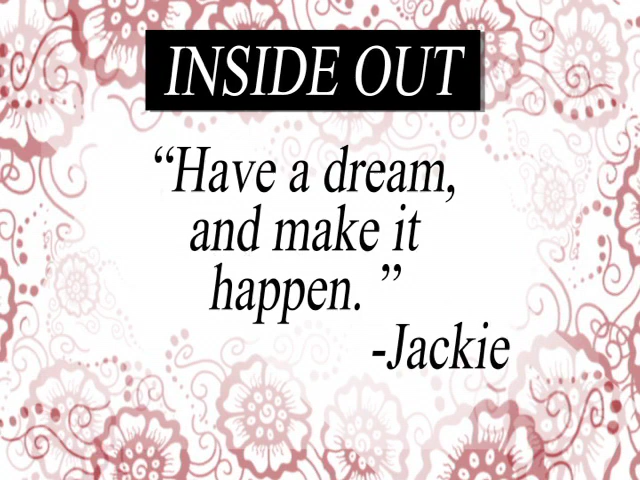 INSIDE OUT
“Have a dream,
and make it
happen. ”
-Jackie